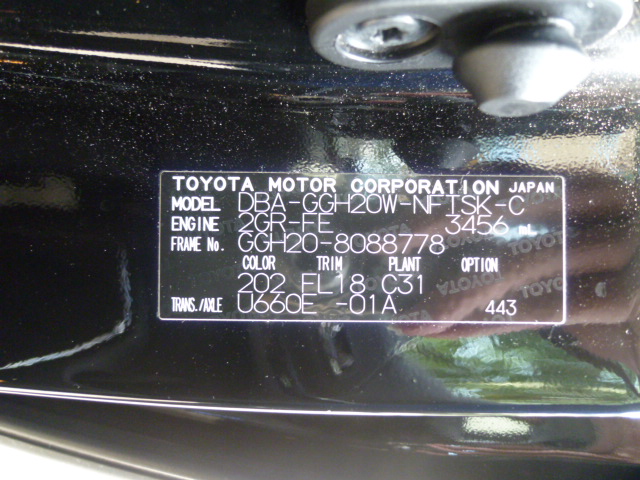 TOYOTA MOTOR CORPORATION JAPAN
MODEL DBA-GGH20W-NFTSK-C
ENGINE 2GR-FE 3456 mL
FRAME No. GGH20-8088778
COLOR TRIM PLANT OPTION
202 FL18 C31
TRANS./AXLE U660E -01A 443